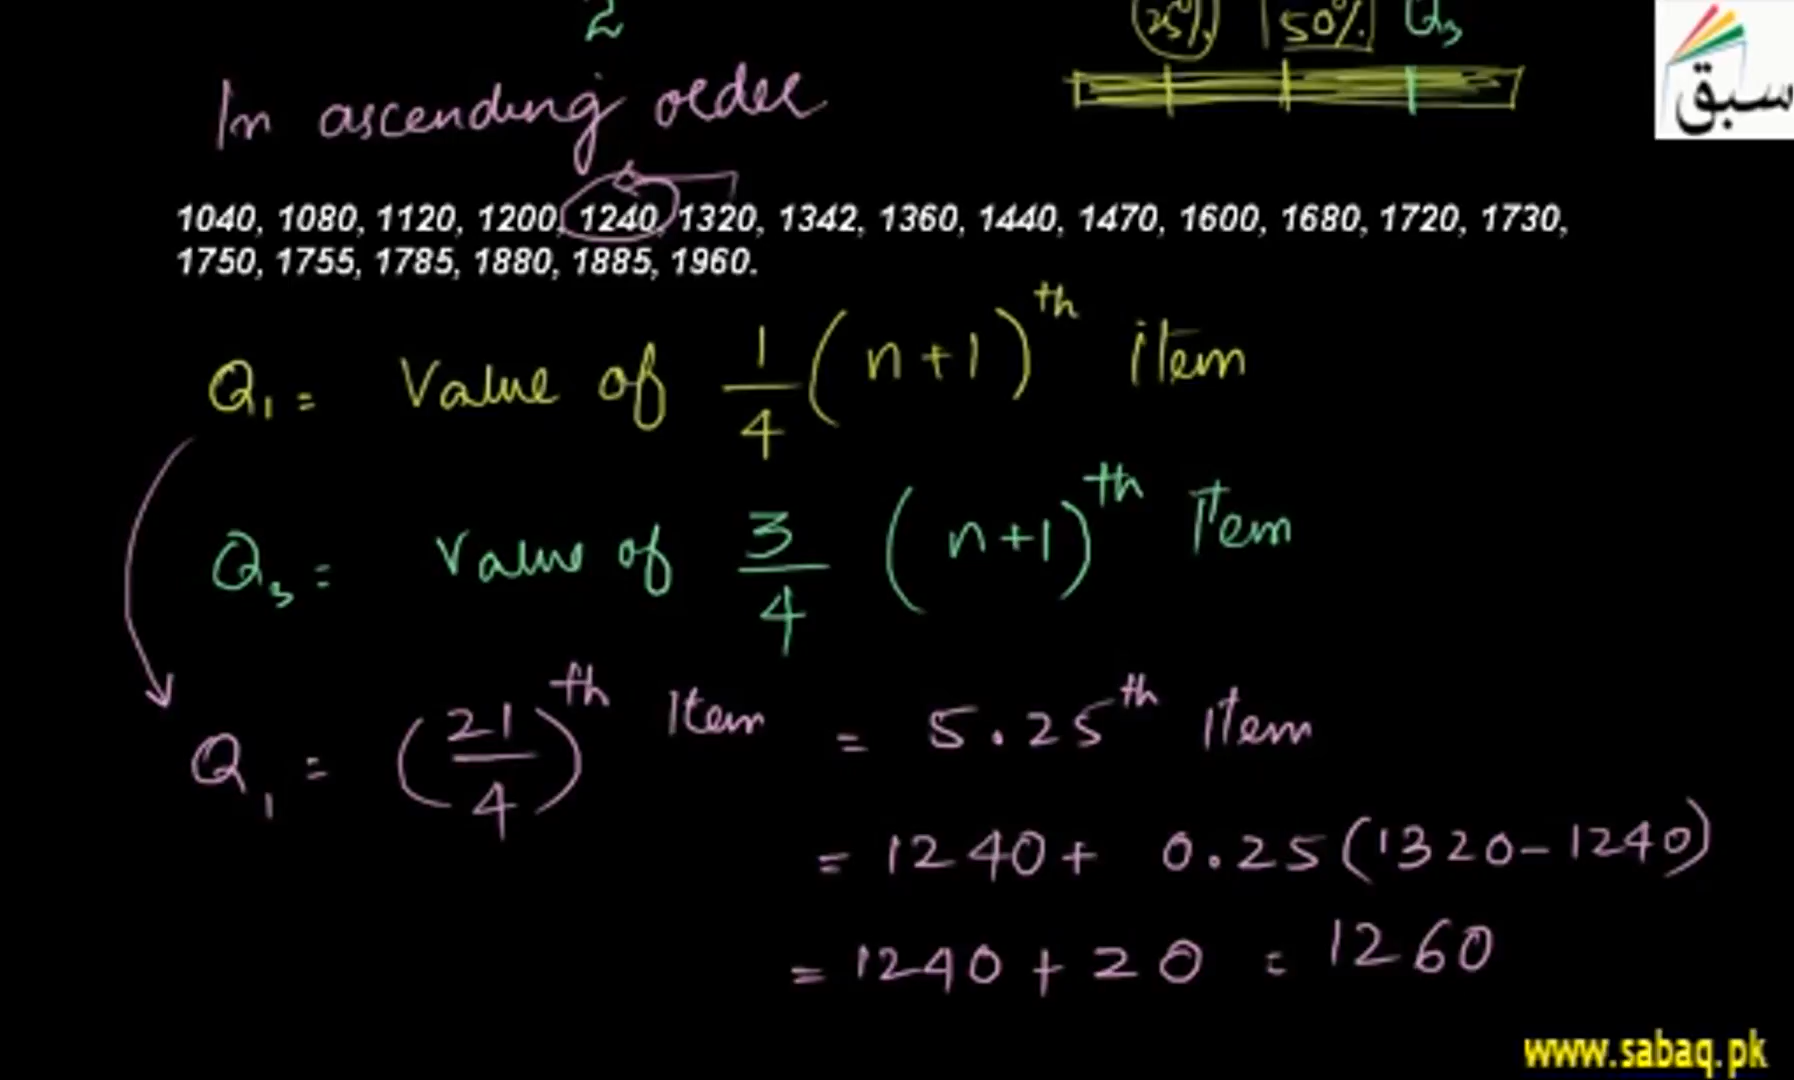 2
25% 50% Q3
سبق
In ascending order
1040, 1080, 1120, 1200, 1240, 1320, 1342, 1360, 1440, 1470, 1600, 1680, 1720, 1730,
1750, 1755, 1785, 1880, 1885, 1960.
Q1 = Value of 1/4 (n+1)th item
Q3 = Value of 3/4 (n+1)th Item
Q1 = (21/4)th Item = 5.25th Item
= 1240 + 0.25(1320-1240)
= 1240 + 20 = 1260
www.sabaq.pk